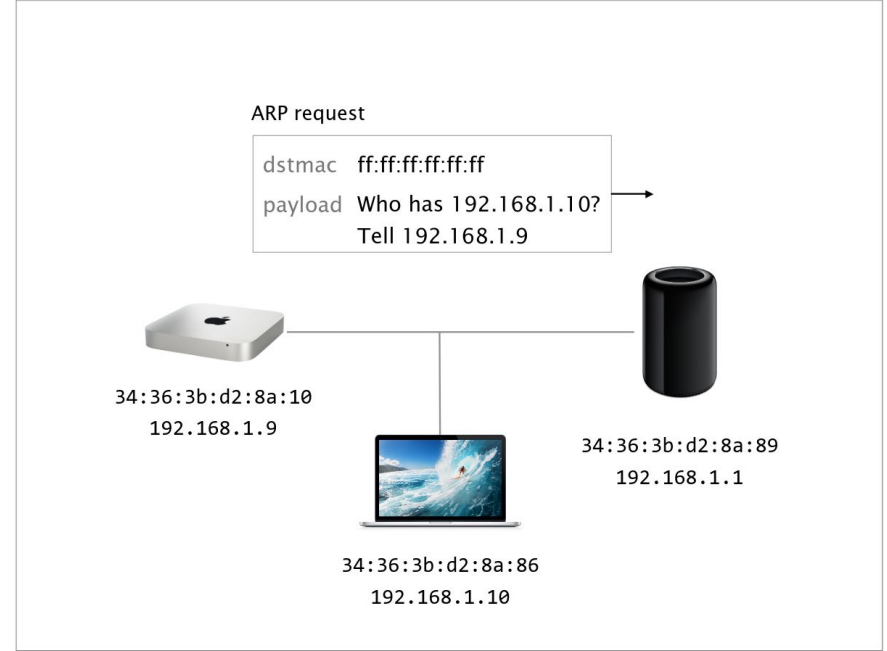 ARP request
dstmac ff:ff:ff:ff:ff:ff
payload Who has 192.168.1.10?
Tell 192.168.1.9
34:36:3b:d2:8a:10
192.168.1.9
34:36:3b:d2:8a:89
192.168.1.1
34:36:3b:d2:8a:86
192.168.1.10